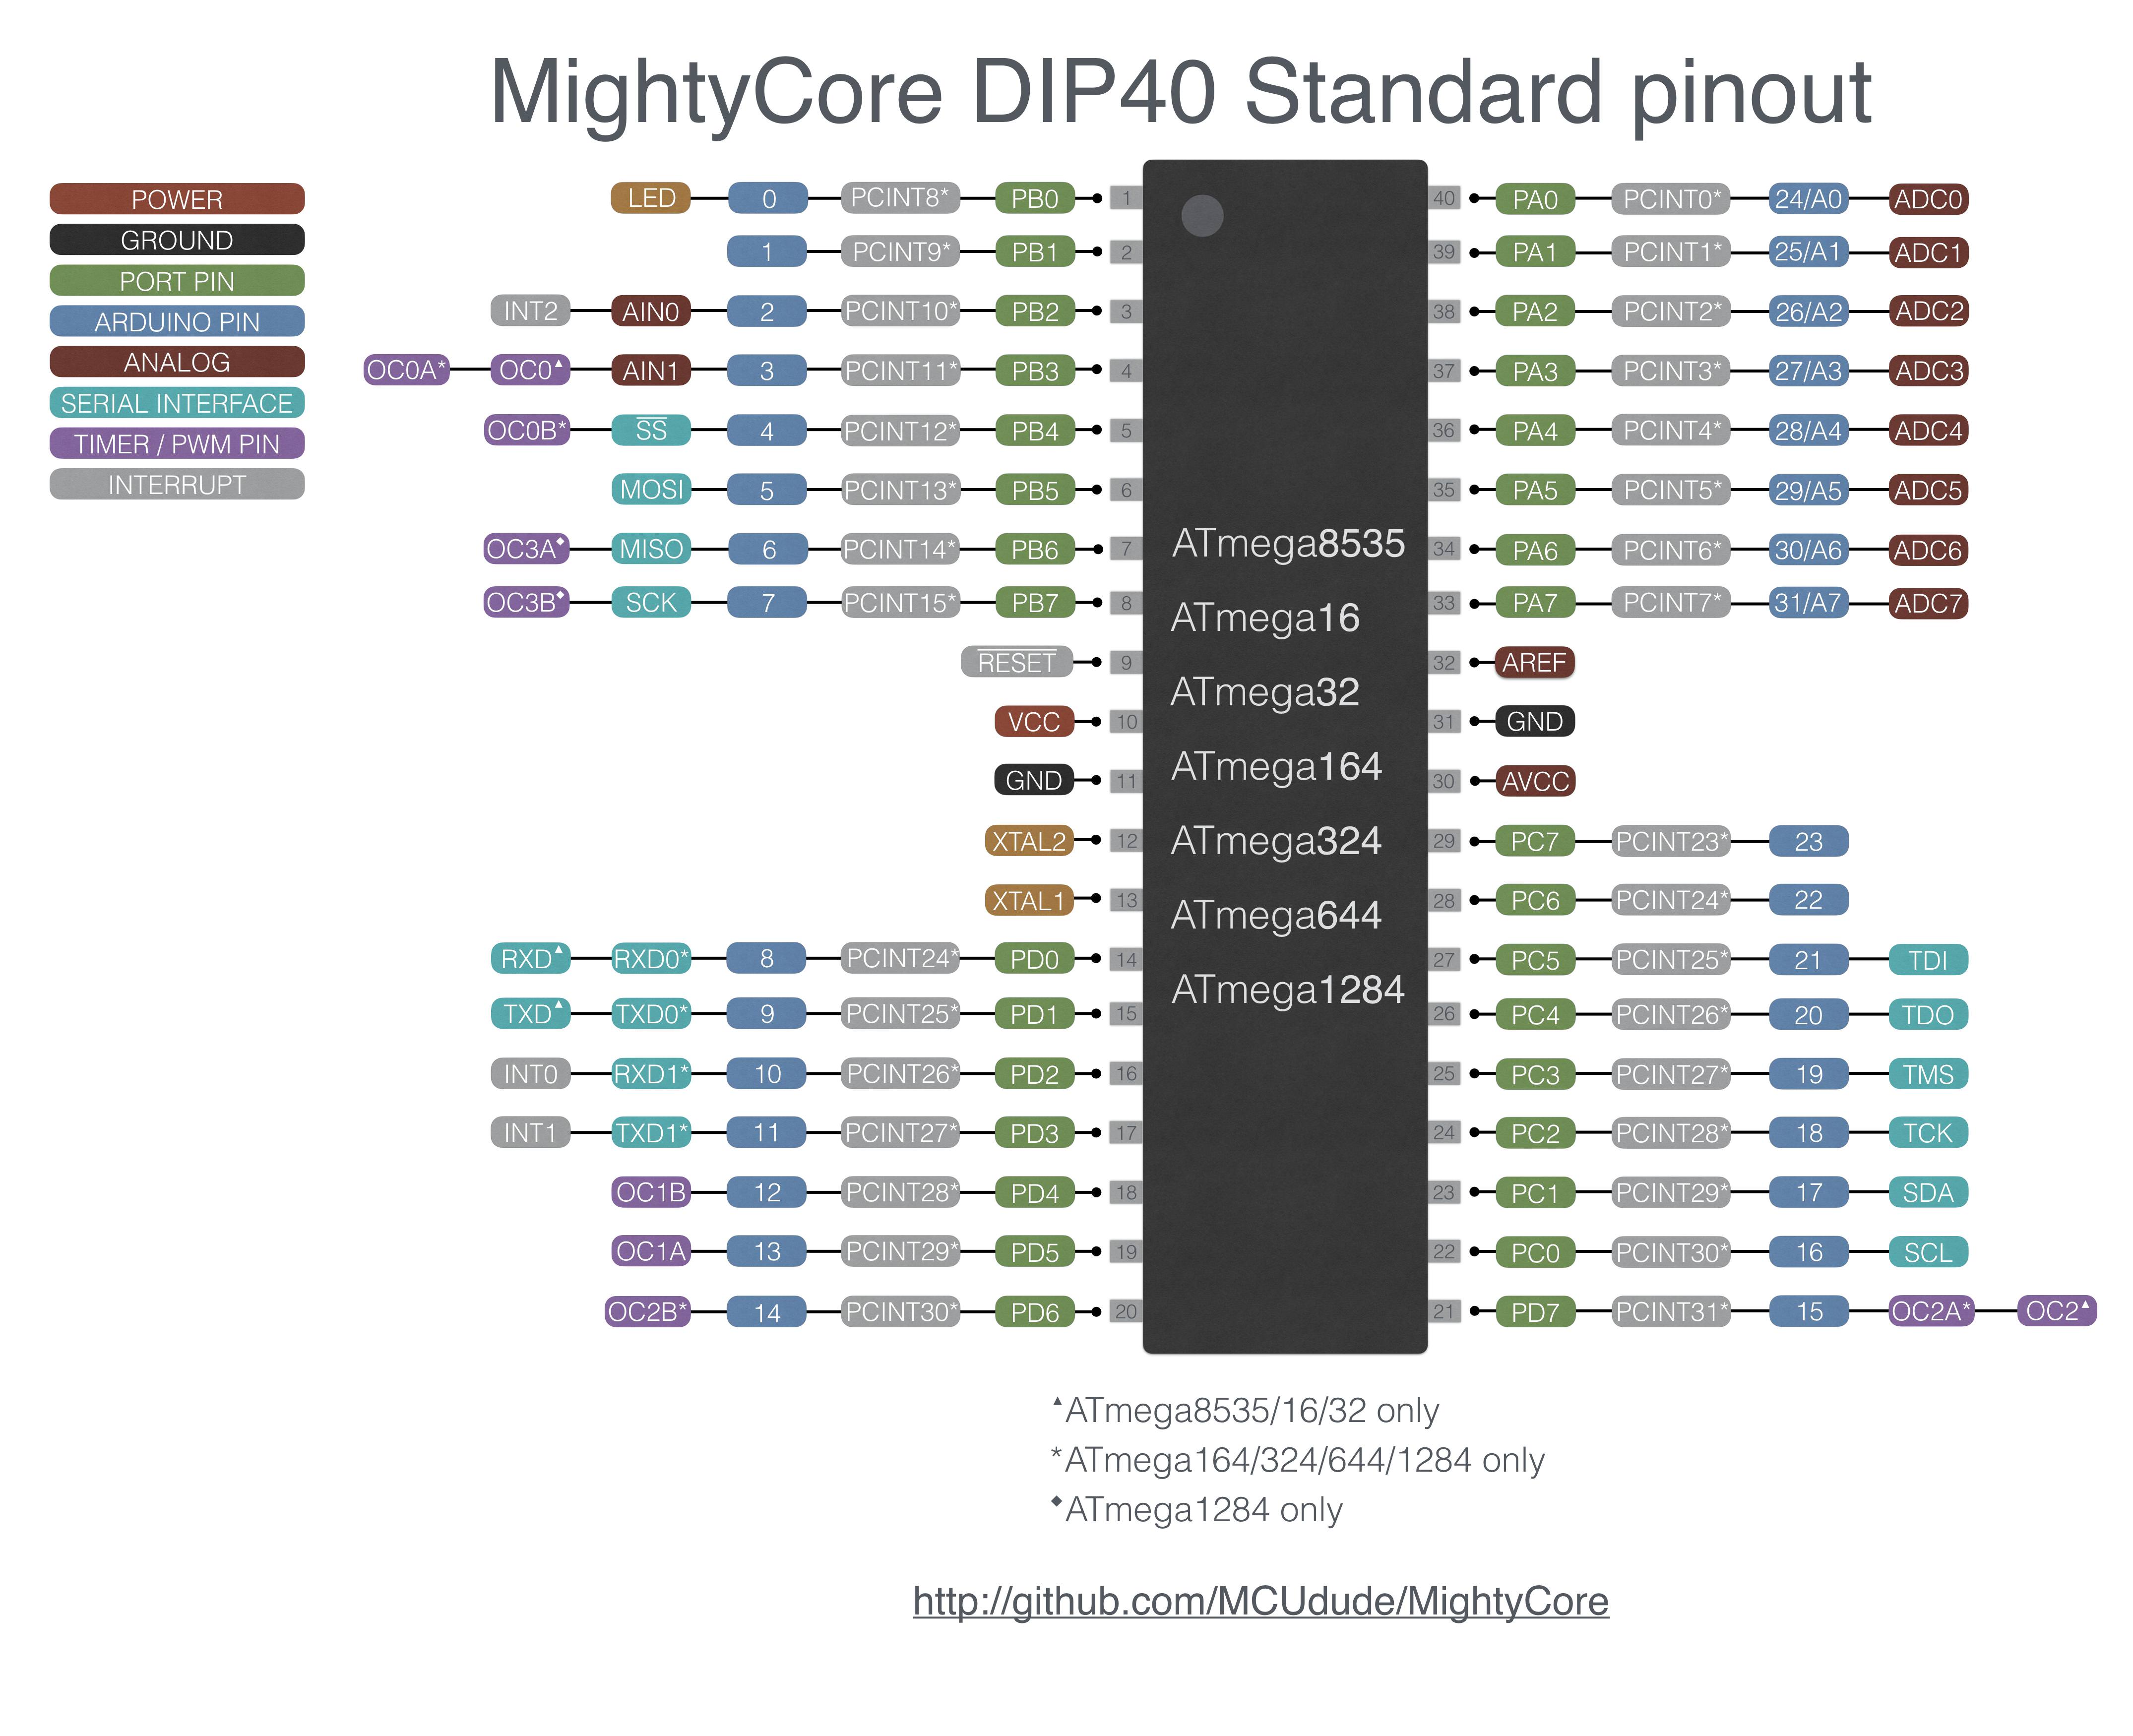 MightyCore DIP40 Standard pinout
POWER
GROUND
PORT PIN
ARDUINO PIN
ANALOG
SERIAL INTERFACE
TIMER / PWM PIN
INTERRUPT
LED 0 PCINT8* PB0 1 40 PA0 PCINT0* 24/A0 ADC0
1 PCINT9* PB1 2 39 PA1 PCINT1* 25/A1 ADC1
INT2 AIN0 2 PCINT10* PB2 3 38 PA2 PCINT2* 26/A2 ADC2
OC0A* OC0▲ AIN1 3 PCINT11* PB3 4 37 PA3 PCINT3* 27/A3 ADC3
OC0B* SS 4 PCINT12* PB4 5 36 PA4 PCINT4* 28/A4 ADC4
MOSI 5 PCINT13* PB5 6 35 PA5 PCINT5* 29/A5 ADC5
OC3A◆ MISO 6 PCINT14* PB6 7 34 PA6 PCINT6* 30/A6 ADC6
OC3B◆ SCK 7 PCINT15* PB7 8 33 PA7 PCINT7* 31/A7 ADC7
RESET 9 32 AREF
VCC 10 31 GND
GND 11 30 AVCC
XTAL2 12 29 PC7 PCINT23* 23
XTAL1 13 28 PC6 PCINT24* 22
RXD▲ RXD0* 8 PCINT24* PD0 14 27 PC5 PCINT25* 21 TDI
TXD▲ TXD0* 9 PCINT25* PD1 15 26 PC4 PCINT26* 20 TDO
INT0 RXD1* 10 PCINT26* PD2 16 25 PC3 PCINT27* 19 TMS
INT1 TXD1* 11 PCINT27* PD3 17 24 PC2 PCINT28* 18 TCK
OC1B 12 PCINT28* PD4 18 23 PC1 PCINT29* 17 SDA
OC1A 13 PCINT29* PD5 19 22 PC0 PCINT30* 16 SCL
OC2B* 14 PCINT30* PD6 20 21 PD7 PCINT31* 15 OC2A* OC2▲
ATmega8535
ATmega16
ATmega32
ATmega164
ATmega324
ATmega644
ATmega1284
▲ATmega8535/16/32 only
*ATmega164/324/644/1284 only
◆ATmega1284 only
http://github.com/MCUdude/MightyCore